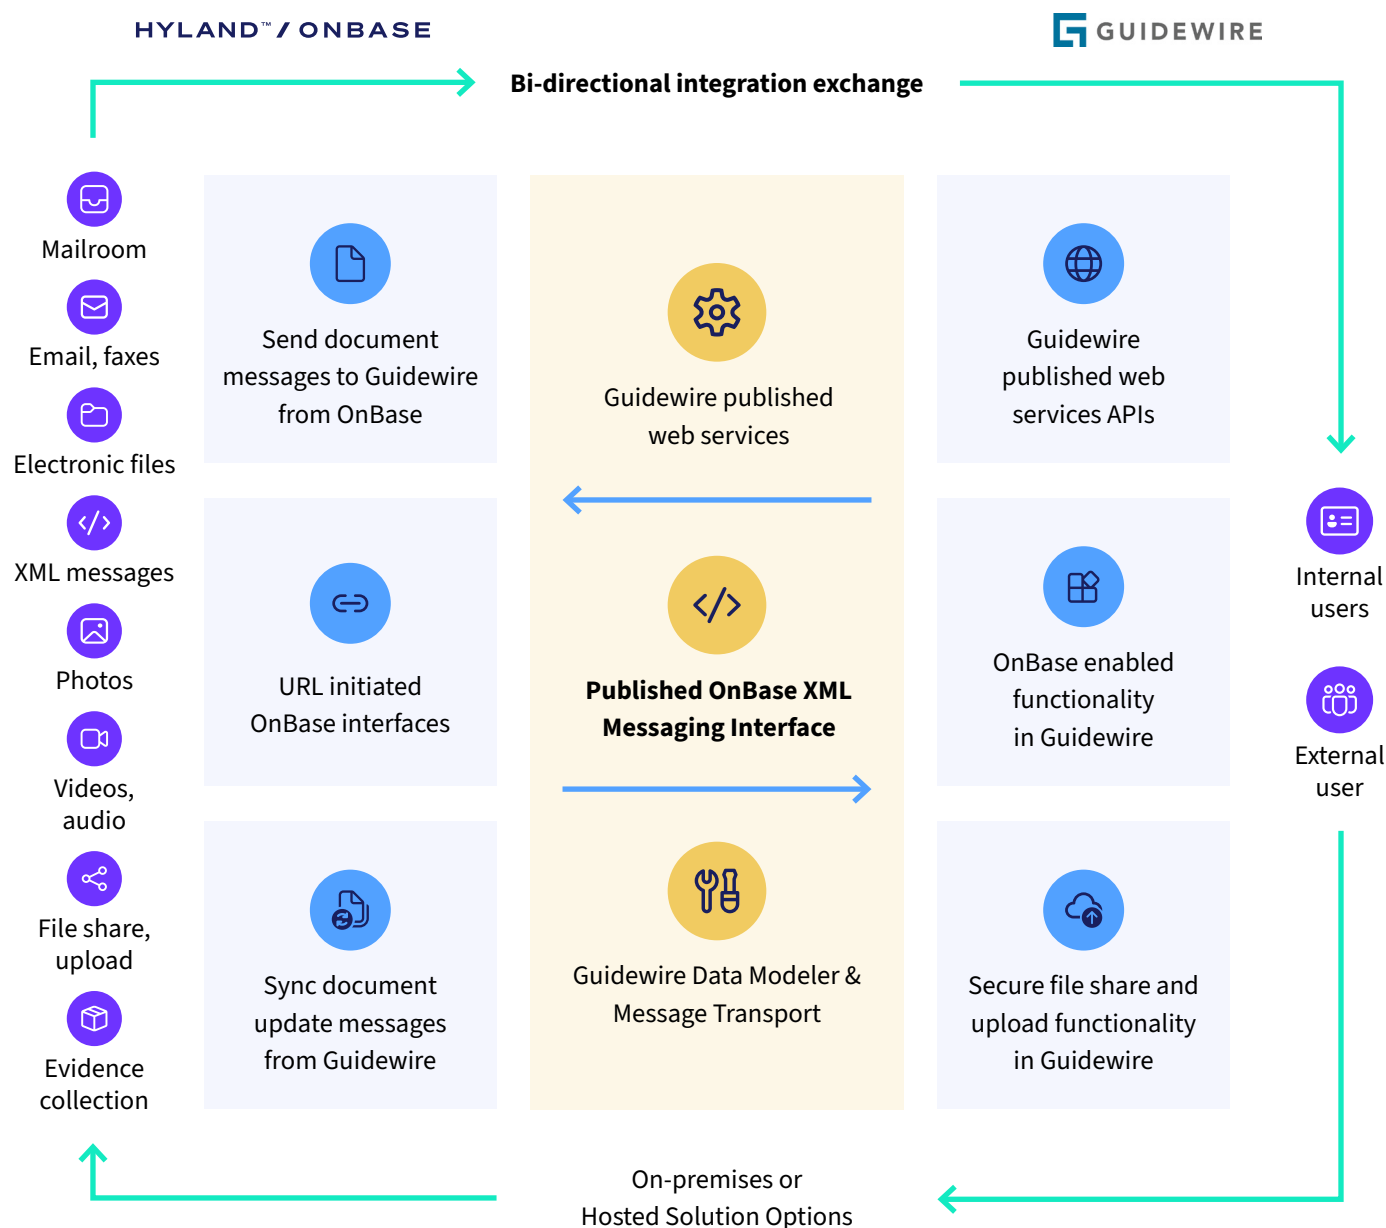 HYLAND™ / ONBASE
GUIDEWIRE
Bi-directional integration exchange
Mailroom
Email, faxes
Electronic files
XML messages
Photos
Videos,
audio
File share,
upload
Evidence
collection
Send document
messages to Guidewire
from OnBase
URL initiated
OnBase interfaces
Sync document
update messages
from Guidewire
Guidewire published
web services
Published OnBase XML
Messaging Interface
Guidewire Data Modeler &
Message Transport
Guidewire
published web
services APIs
OnBase enabled
functionality
in Guidewire
Secure file share and
upload functionality
in Guidewire
Internal
users
External
user
On-premises or
Hosted Solution Options